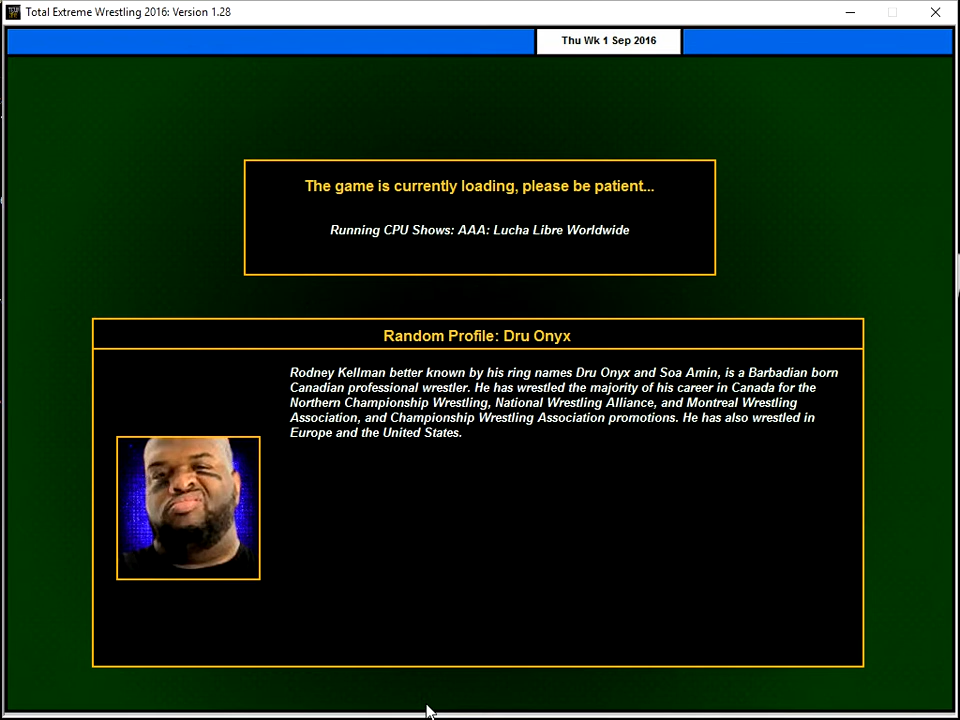 Total Extreme Wrestling 2016: Version 1.28
Thu Wk 1 Sep 2016
The game is currently loading, please be patient...
Running CPU Shows: AAA: Lucha Libre Worldwide
Random Profile: Dru Onyx
Rodney Kellman better known by his ring names Dru Onyx and Soa Amin, is a Barbadian born
Canadian professional wrestler. He has wrestled the majority of his career in Canada for the
Northern Championship Wrestling, National Wrestling Alliance, and Montreal Wrestling
Association, and Championship Wrestling Association promotions. He has also wrestled in
Europe and the United States.